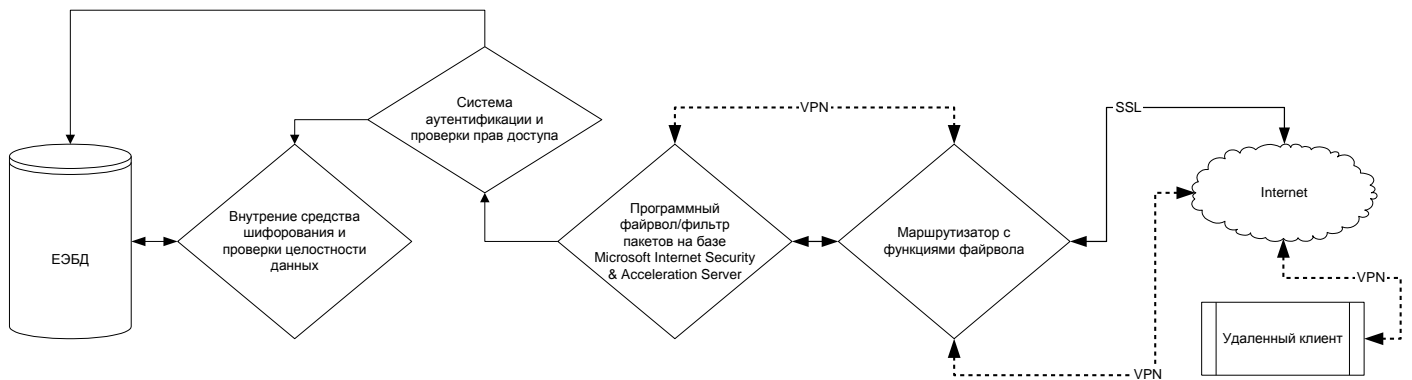 ЕЭБД
Внутрение средства
шифорования и
проверки целостности
данных
Система
аутентификации и
проверки прав доступа
Программный
файрвол/фильтр
пакетов на базе
Microsoft Internet Security
& Acceleration Server
VPN
Маршрутизатор с
функциями файрвола
SSL
Internet
VPN
Удаленный клиент
VPN